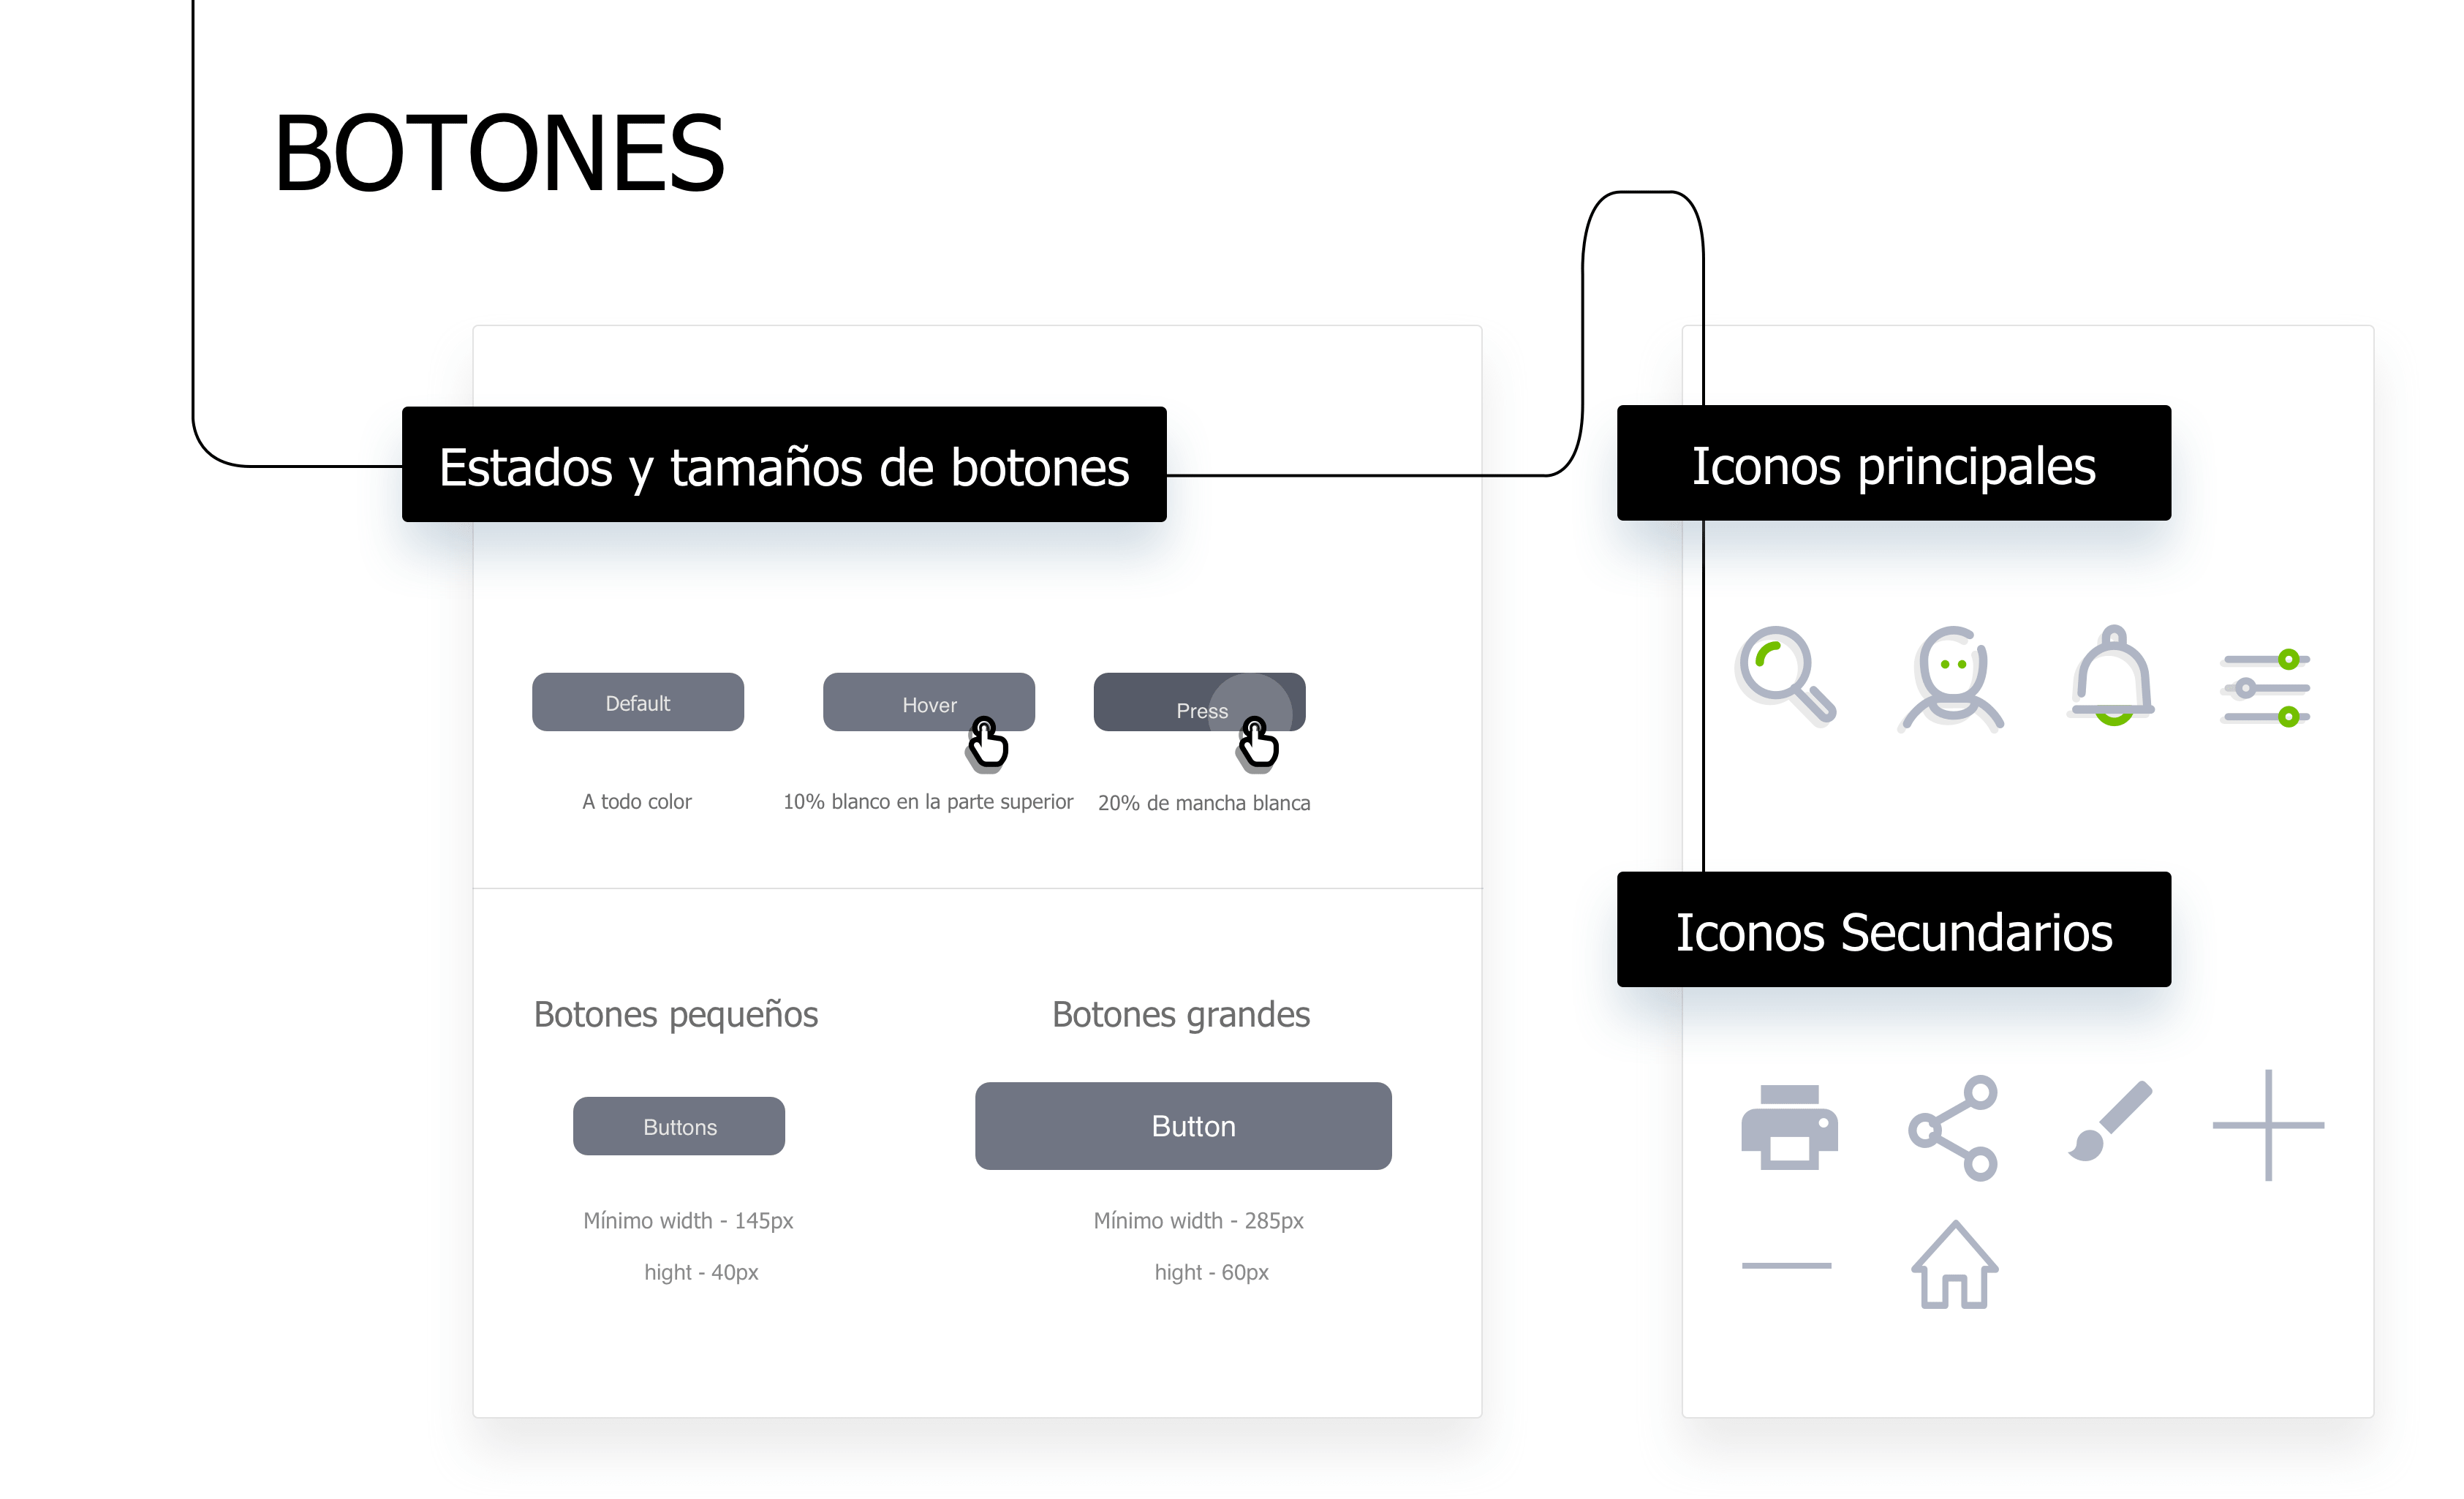 BOTONES
Estados y tamaños de botones
Default
Hover
Press
A todo color
10% blanco en la parte superior
20% de mancha blanca
Botones pequeños
Botones grandes
Buttons
Button
Mínimo width - 145px
Mínimo width - 285px
hight - 40px
hight - 60px
Iconos principales
Iconos Secundarios